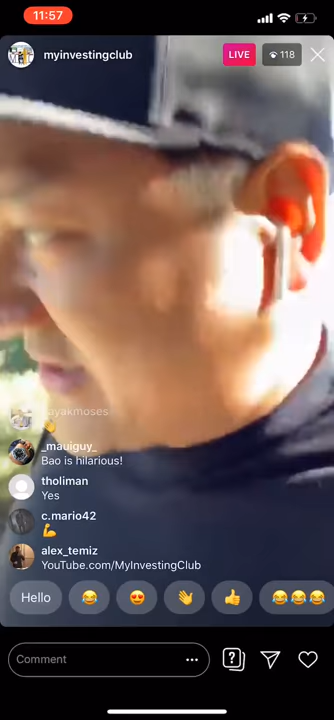 11:57
myinvestingclub
LIVE
118
_mauiguy_
Bao is hilarious!
tholiman
Yes
c.mario42
alex_temiz
YouTube.com/MyInvestingClub
Hello
Comment